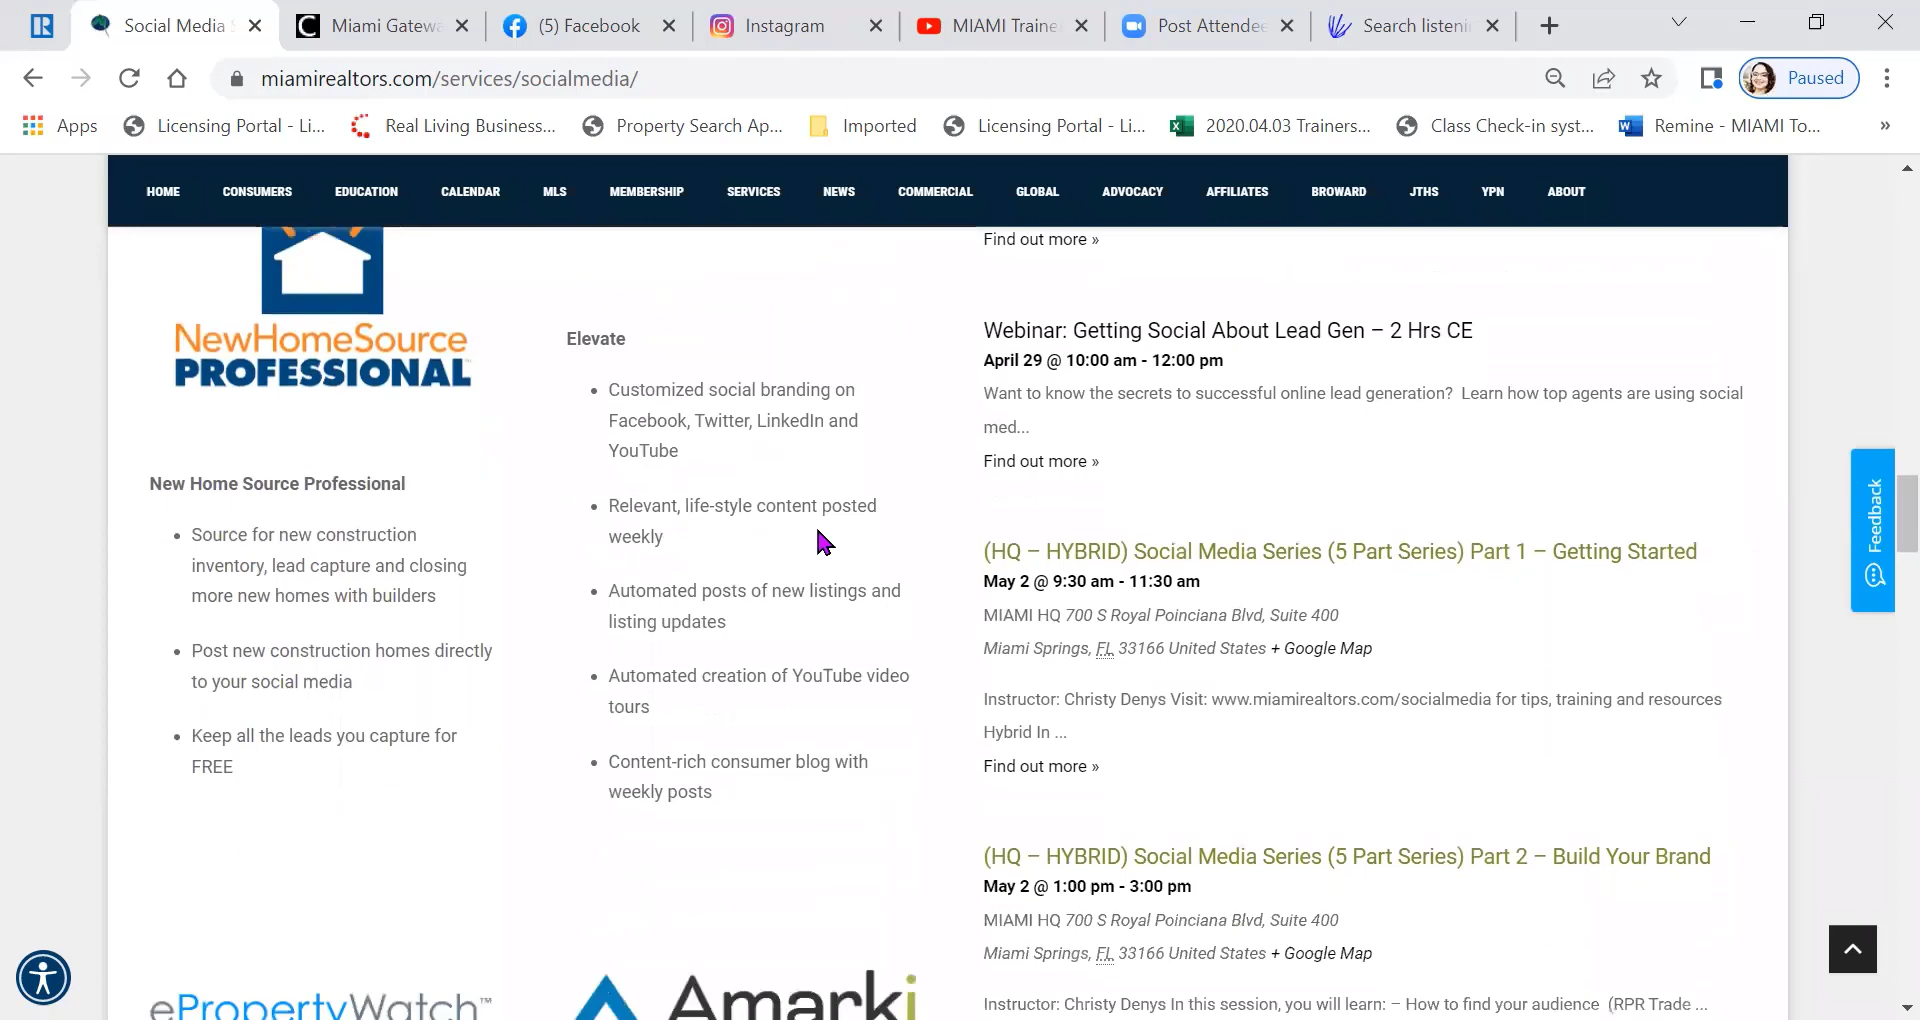 Social Media
Miami Gatew
(5) Facebook
Instagram
MIAMI Traine
Post Attende
Search listeni
miamirealtors.com/services/socialmedia/
Paused
Apps
Licensing Portal - Li...
Real Living Business...
Property Search Ap...
Imported
Licensing Portal - Li...
2020.04.03 Trainers...
Class Check-in syst...
Remine - MIAMI To...
»
HOME
CONSUMERS
EDUCATION
CALENDAR
MLS
MEMBERSHIP
SERVICES
NEWS
COMMERCIAL
GLOBAL
ADVOCACY
AFFILIATES
BROWARD
JTHS
YPN
ABOUT
NewHomeSource
PROFESSIONAL™
New Home Source Professional
• Source for new construction
inventory, lead capture and closing
more new homes with builders
• Post new construction homes directly
to your social media
• Keep all the leads you capture for
FREE
ePropertyWatch™
Elevate
• Customized social branding on
Facebook, Twitter, LinkedIn and
YouTube
• Relevant, life-style content posted
weekly
• Automated posts of new listings and
listing updates
• Automated creation of YouTube video
tours
• Content-rich consumer blog with
weekly posts
Amarki
Find out more »
Webinar: Getting Social About Lead Gen – 2 Hrs CE
April 29 @ 10:00 am - 12:00 pm
Want to know the secrets to successful online lead generation? Learn how top agents are using social
med...
Find out more »
(HQ – HYBRID) Social Media Series (5 Part Series) Part 1 – Getting Started
May 2 @ 9:30 am - 11:30 am
MIAMI HQ 700 S Royal Poinciana Blvd, Suite 400
Miami Springs, FL 33166 United States + Google Map
Instructor: Christy Denys Visit: www.miamirealtors.com/socialmedia for tips, training and resources
Hybrid In ...
Find out more »
(HQ – HYBRID) Social Media Series (5 Part Series) Part 2 – Build Your Brand
May 2 @ 1:00 pm - 3:00 pm
MIAMI HQ 700 S Royal Poinciana Blvd, Suite 400
Miami Springs, FL 33166 United States + Google Map
Instructor: Christy Denys In this session, you will learn: – How to find your audience (RPR Trade ...
Feedback